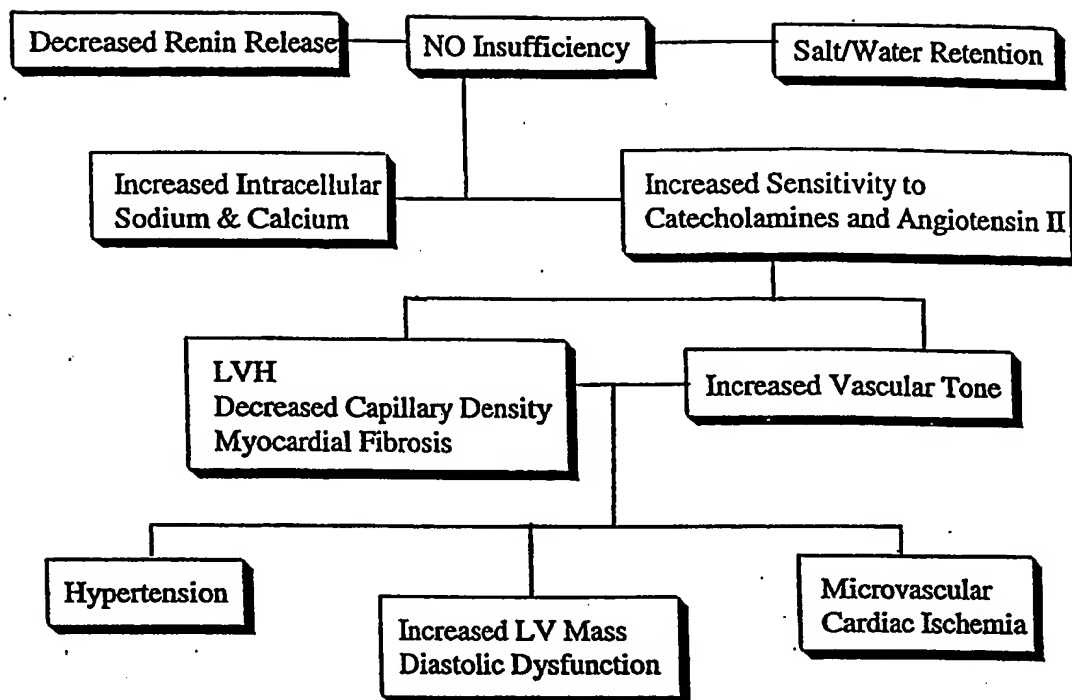 Decreased Renin Release
NO Insufficiency
Salt/Water Retention
Increased Intracellular
Sodium & Calcium
Increased Sensitivity to
Catecholamines and Angiotensin II
LVH
Decreased Capillary Density
Myocardial Fibrosis
Increased Vascular Tone
Hypertension
Increased LV Mass
Diastolic Dysfunction
Microvascular
Cardiac Ischemia